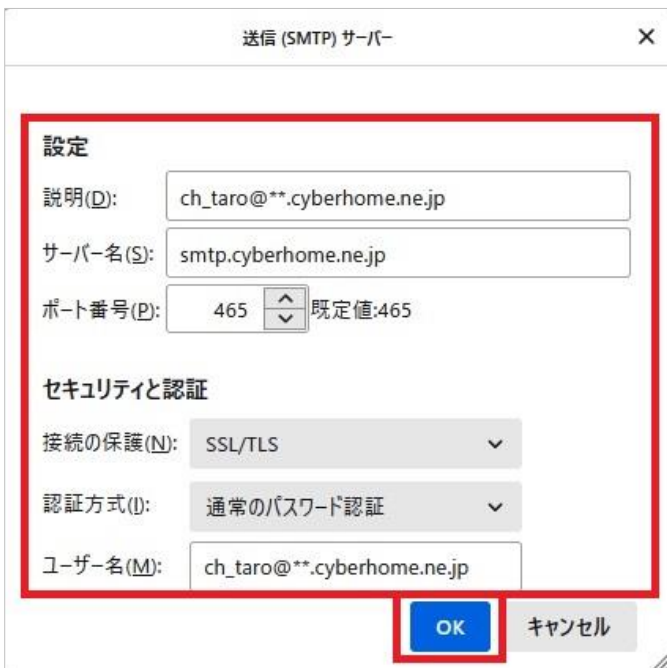 送信 (SMTP) サーバー
設定
説明(D): ch_taro@**.cyberhome.ne.jp
サーバー名(S): smtp.cyberhome.ne.jp
ポート番号(P): 465 既定値:465
セキュリティと認証
接続の保護(N): SSL/TLS
認証方式(I): 通常のパスワード認証
ユーザー名(M): ch_taro@**.cyberhome.ne.jp
OK キャンセル